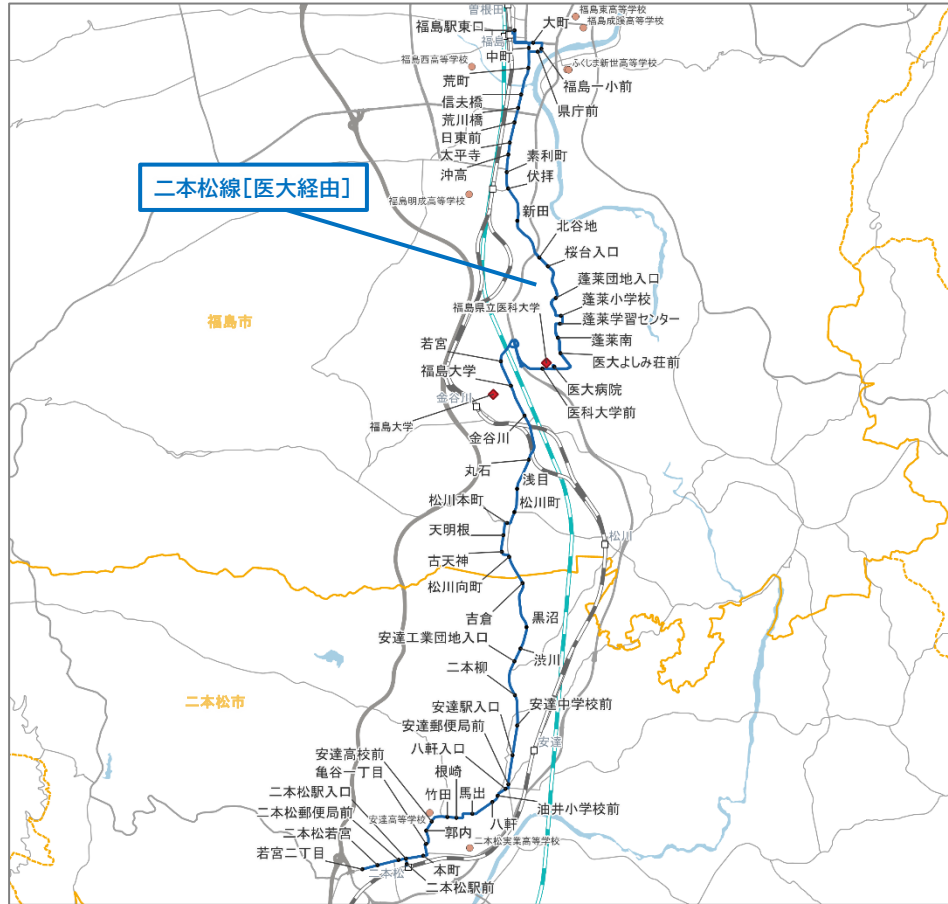 曽根田
福島東高等学校
福島成蹊高等学校
大町
福島駅東口
福島
中町
福島西高等学校
ふくしま新世高等学校
福島一小前
荒町
県庁前
信夫橋
荒川橋
日東前
太平寺
素利町
沖高
伏拝
二本松線［医大経由］
福島明成高等学校
新田
北谷地
桜台入口
蓬莱団地入口
福島県立医科大学
蓬莱小学校
蓬莱学習センター
福島市
蓬莱南
若宮
医大よしみ荘前
福島大学
医大病院
金谷川
医科大学前
福島大学
金谷川
丸石
浅目
松川本町
松川町
天明根
松川
古天神
松川向町
吉倉
黒沼
安達工業団地入口
渋川
二本柳
二本松市
安達駅入口
安達中学校前
安達郵便局前
安達
八軒入口
安達高校前
根崎
亀谷一丁目
馬出
二本松駅入口
竹田
油井小学校前
二本松郵便局前
安達高等学校
八軒
二本松若宮
郭内
二本松実業高等学校
若宮二丁目
本町
二本松
二本松駅前